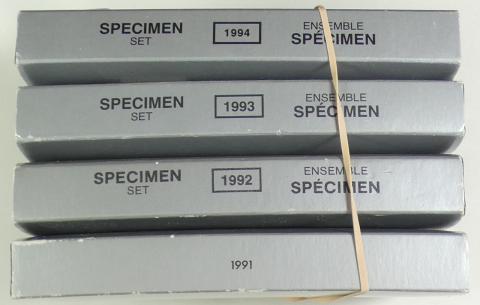 SPECIMEN SET 1994 ENSEMBLE SPÉCIMEN
SPECIMEN SET 1993 ENSEMBLE SPÉCIMEN
SPECIMEN SET 1992 ENSEMBLE SPÉCIMEN
1991